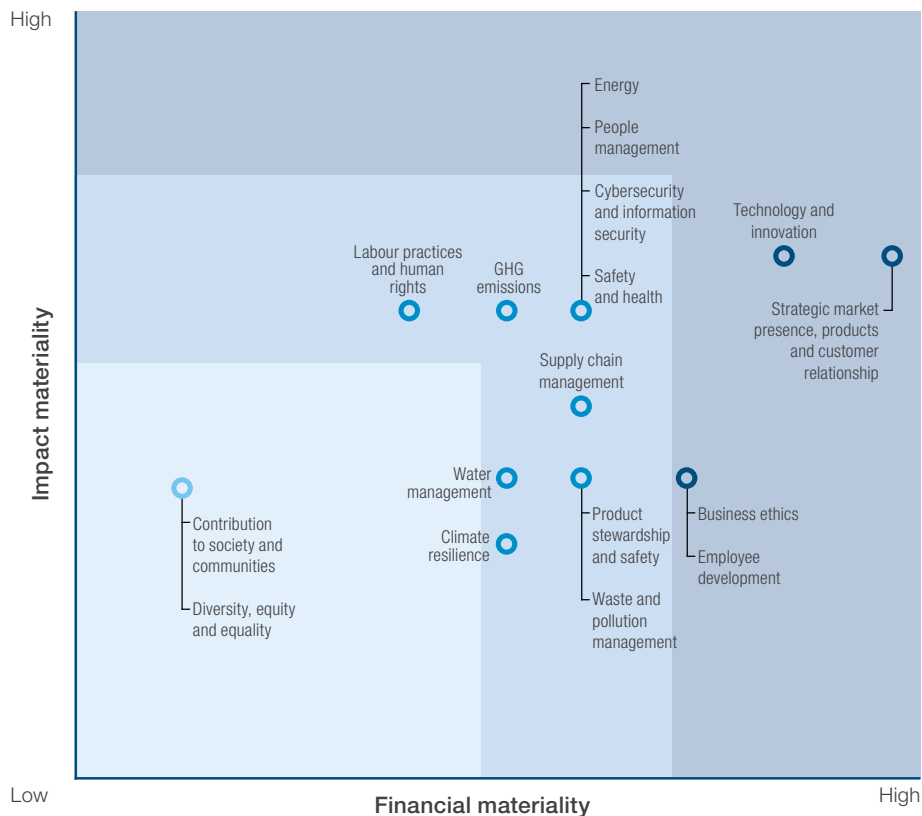 High
Energy
People
management
Cybersecurity
and information
security
Safety
and health
Technology and
innovation
Strategic market
presence, products
and customer
relationship
Labour practices
and human
rights
GHG
emissions
Supply chain
management
Impact materiality
Water
management
Climate
resilience
Product
stewardship
and safety
Waste and
pollution
management
Business ethics
Employee
development
Contribution
to society and
communities
Diversity, equity
and equality
Low
Financial materiality
High